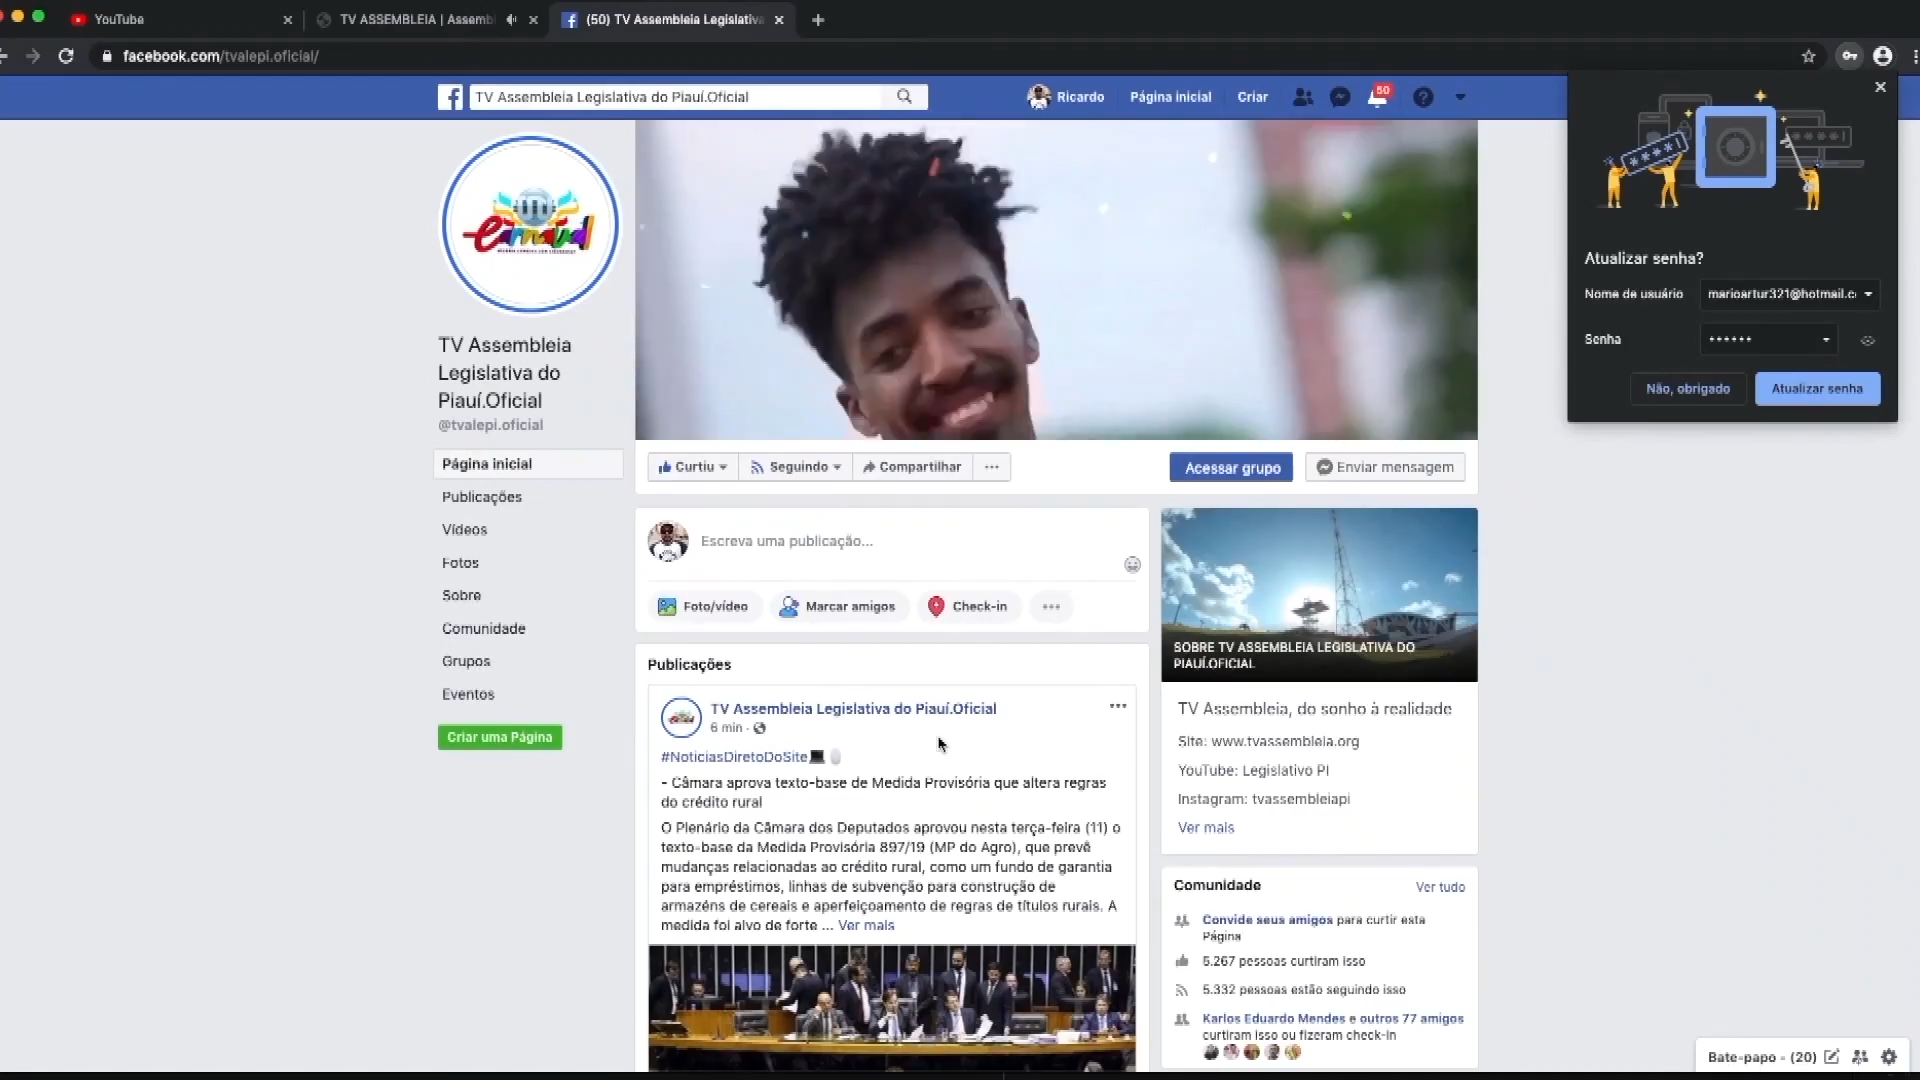 YouTube
TV ASSEMBLEIA | Assemb
(50) TV Assembleia Legislativa
facebook.com/tvalepi.oficial/
TV Assembleia Legislativa do Piauí.Oficial
Ricardo
Página inicial
Criar
50
Atualizar senha?
Nome de usuário
marioartur321@hotmail.c
Senha
••••••
Não, obrigado
Atualizar senha
Carnaval
TV Assembleia
Legislativa do
Piauí.Oficial
@tvalepi.oficial
Página inicial
Publicações
Vídeos
Fotos
Sobre
Comunidade
Grupos
Eventos
Criar uma Página
Curtiu
Seguindo
Compartilhar
Acessar grupo
Enviar mensagem
Escreva uma publicação...
Foto/vídeo
Marcar amigos
Check-in
Publicações
TV Assembleia Legislativa do Piauí.Oficial
6 min ·
#NoticiasDiretoDoSite
- Câmara aprova texto-base de Medida Provisória que altera regras
do crédito rural
O Plenário da Câmara dos Deputados aprovou nesta terça-feira (11) o
texto-base da Medida Provisória 897/19 (MP do Agro), que prevê
mudanças relacionadas ao crédito rural, como um fundo de garantia
para empréstimos, linhas de subvenção para construção de
armazéns de cereais e aperfeiçoamento de regras de títulos rurais. A
medida foi alvo de forte ... Ver mais
SOBRE TV ASSEMBLEIA LEGISLATIVA DO
PIAUÍ.OFICIAL
TV Assembleia, do sonho à realidade
Site: www.tvassembleia.org
YouTube: Legislativo PI
Instagram: tvassembleiapi
Ver mais
Comunidade
Ver tudo
Convide seus amigos para curtir esta
Página
5.267 pessoas curtiram isso
5.332 pessoas estão seguindo isso
Karlos Eduardo Mendes e outros 77 amigos
curtiram isso ou fizeram check-in
Bate-papo - (20)